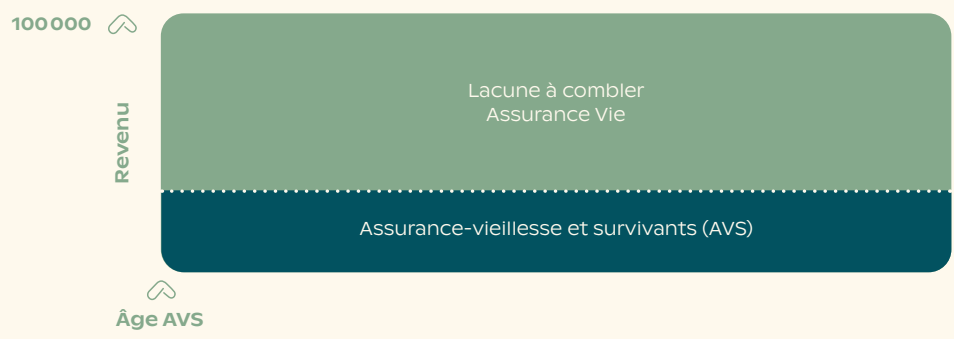 100 000
Revenu
Lacune à combler
Assurance Vie
Assurance-vieillesse et survivants (AVS)
Âge AVS